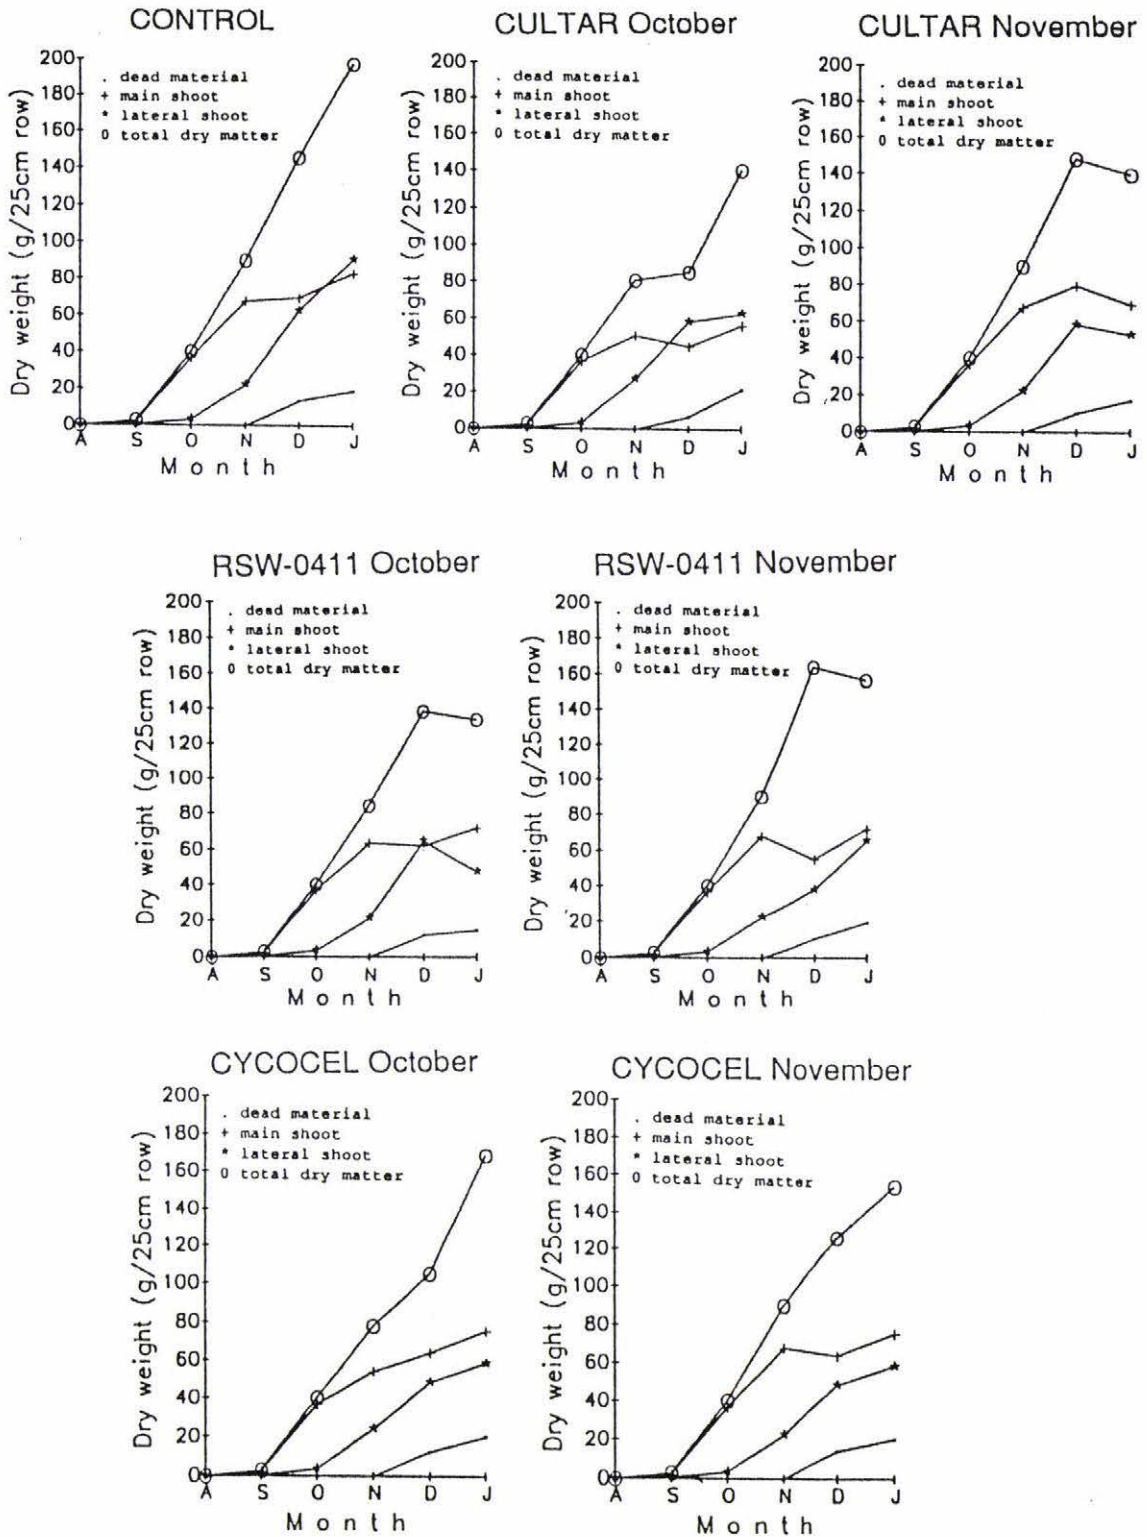 CONTROL
Dry weight (g/25cm row)
200
180
160
140
120
100
80
60
40
20
0
. dead material
+ main shoot
* lateral shoot
0 total dry matter
A S O N D J
Month
CULTAR October
Dry weight (g/25cm row)
200
180
160
140
120
100
80
60
40
20
0
. dead material
+ main shoot
* lateral shoot
0 total dry matter
A S O N D J
Month
CULTAR November
Dry weight (g/25cm row)
200
180
160
140
120
100
80
60
40
20
0
. dead material
+ main shoot
* lateral shoot
0 total dry matter
A S O N D J
Month
RSW-0411 October
Dry weight (g/25cm row)
200
180
160
140
120
100
80
60
40
20
0
. dead material
+ main shoot
* lateral shoot
0 total dry matter
A S O N D J
Month
RSW-0411 November
Dry weight (g/25cm row)
200
180
160
140
120
100
80
60
40
20
0
. dead material
+ main shoot
* lateral shoot
0 total dry matter
A S O N D J
Month
CYCOCEL October
Dry weight (g/25cm row)
200
180
160
140
120
100
80
60
40
20
0
. dead material
+ main shoot
* lateral shoot
0 total dry matter
A S O N D J
Month
CYCOCEL November
Dry weight (g/25cm row)
200
180
160
140
120
100
80
60
40
20
0
. dead material
+ main shoot
* lateral shoot
0 total dry matter
A S O N D J
Month